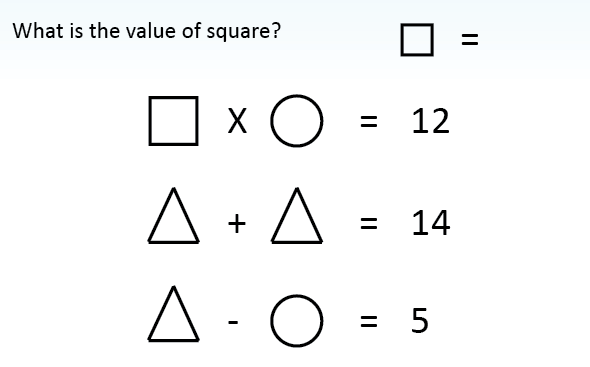 What is the value of square?
□ =
□ X ○ = 12
△ + △ = 14
△ - ○ = 5